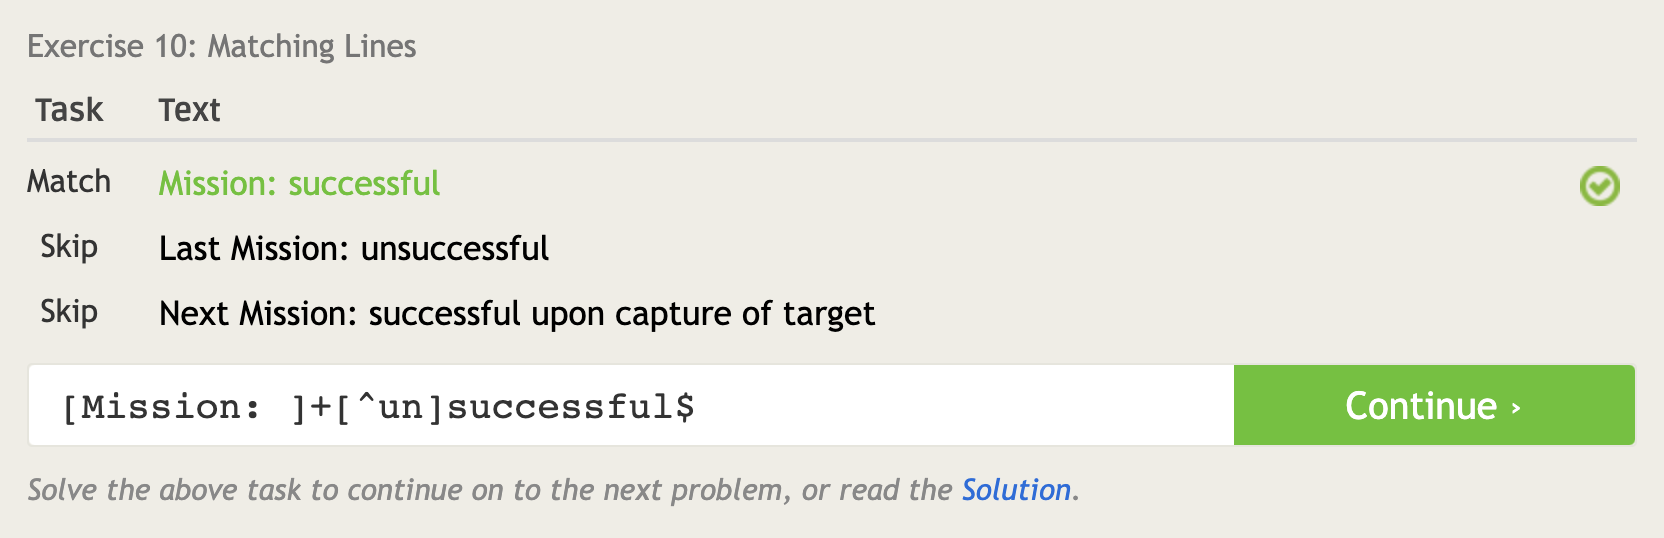 Exercise 10: Matching Lines
Task Text
Match Mission: successful
Skip Last Mission: unsuccessful
Skip Next Mission: successful upon capture of target
[Mission: ]+[^un]successful$ Continue ›
Solve the above task to continue on to the next problem, or read the Solution.